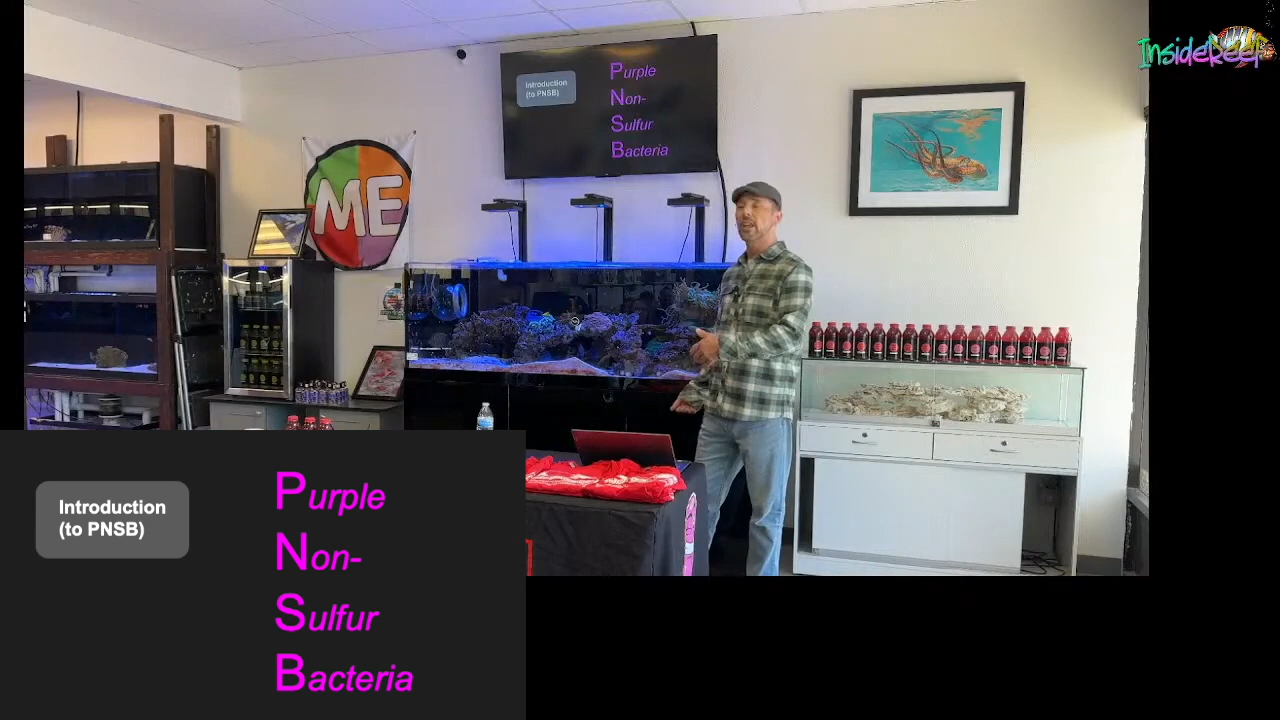 InsideReef
Introduction
(to PNSB)
Purple
Non-
Sulfur
Bacteria
ME
Introduction
(to PNSB)
Purple
Non-
Sulfur
Bacteria